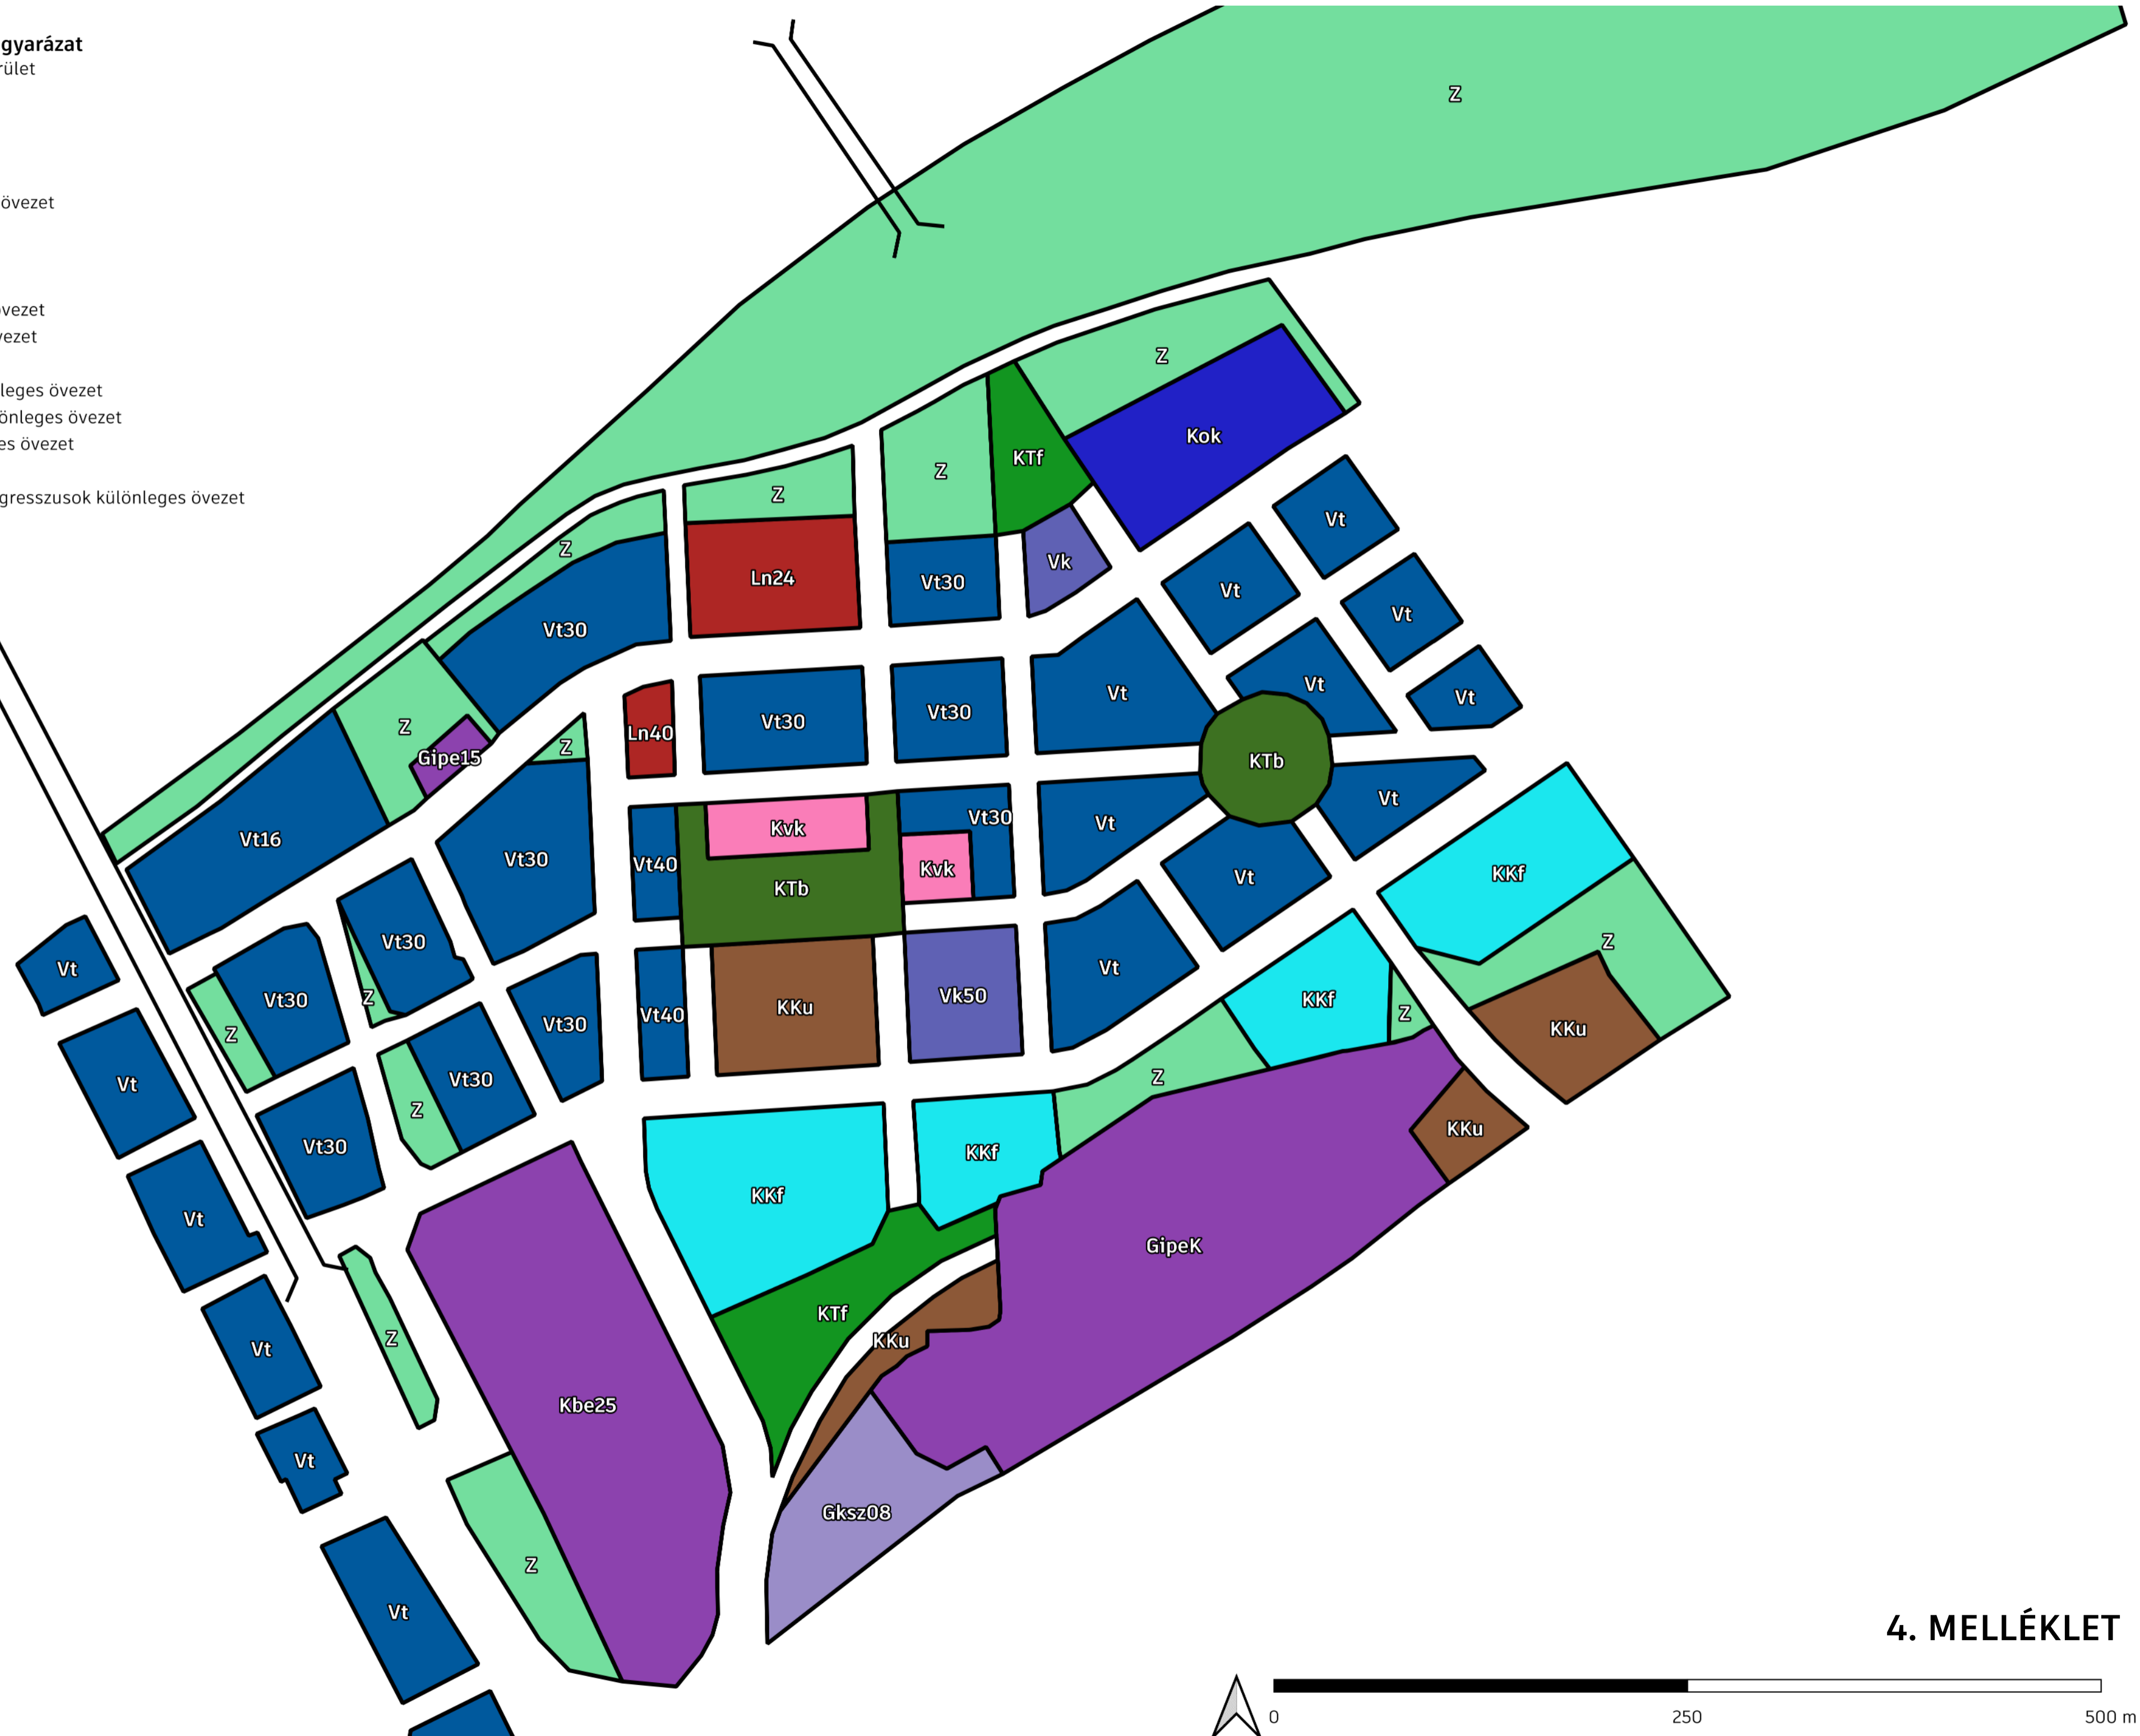 gyarázat
rület
övezet
övezet
vezet
leges övezet
önleges övezet
es övezet
gresszusok különleges övezet
Z
Z
Kok
KTf
Z
Z
Vt
Z
Vk
Ln24
Vt30
Vt
Vt
Vt30
Vt
Vt
Vt
Vt30
Vt30
Z
Ln40
Z
Gipe15
KTb
Vt
Vt30
Kvk
Vt
Vt16
Vt30
Vt40
Kvk
KKf
Vt
KTb
Vt30
Z
Vt
Vt
Z
Vk50
KKf
Vt30
KKu
Z
Vt40
Vt30
KKu
Z
Z
Vt30
Vt
Z
KKu
Vt30
KKf
KKf
Vt
GipeK
KTf
Z
KKu
Vt
Kbe25
Vt
Gksz08
Z
Vt
4. MELLÉKLET
0 250 500 m